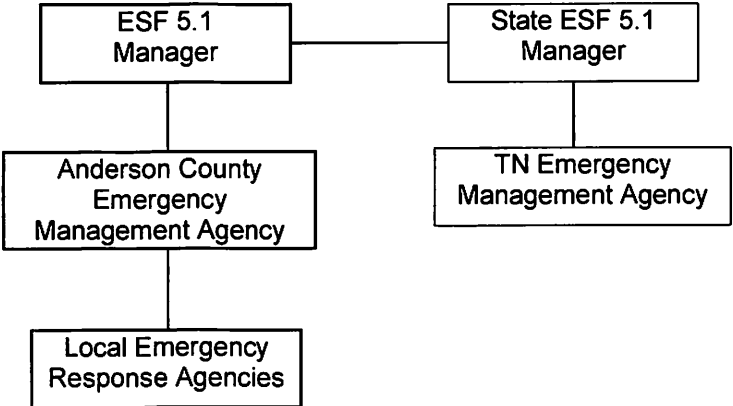 ESF 5.1
Manager
State ESF 5.1
Manager
Anderson County
Emergency
Management Agency
TN Emergency
Management Agency
Local Emergency
Response Agencies